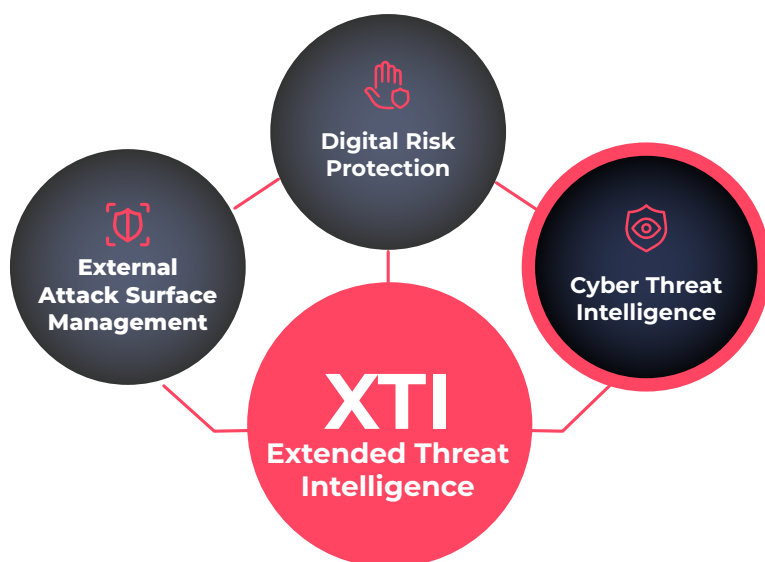 Digital Risk
Protection
External
Attack Surface
Management
Cyber Threat
Intelligence
XTI
Extended Threat
Intelligence